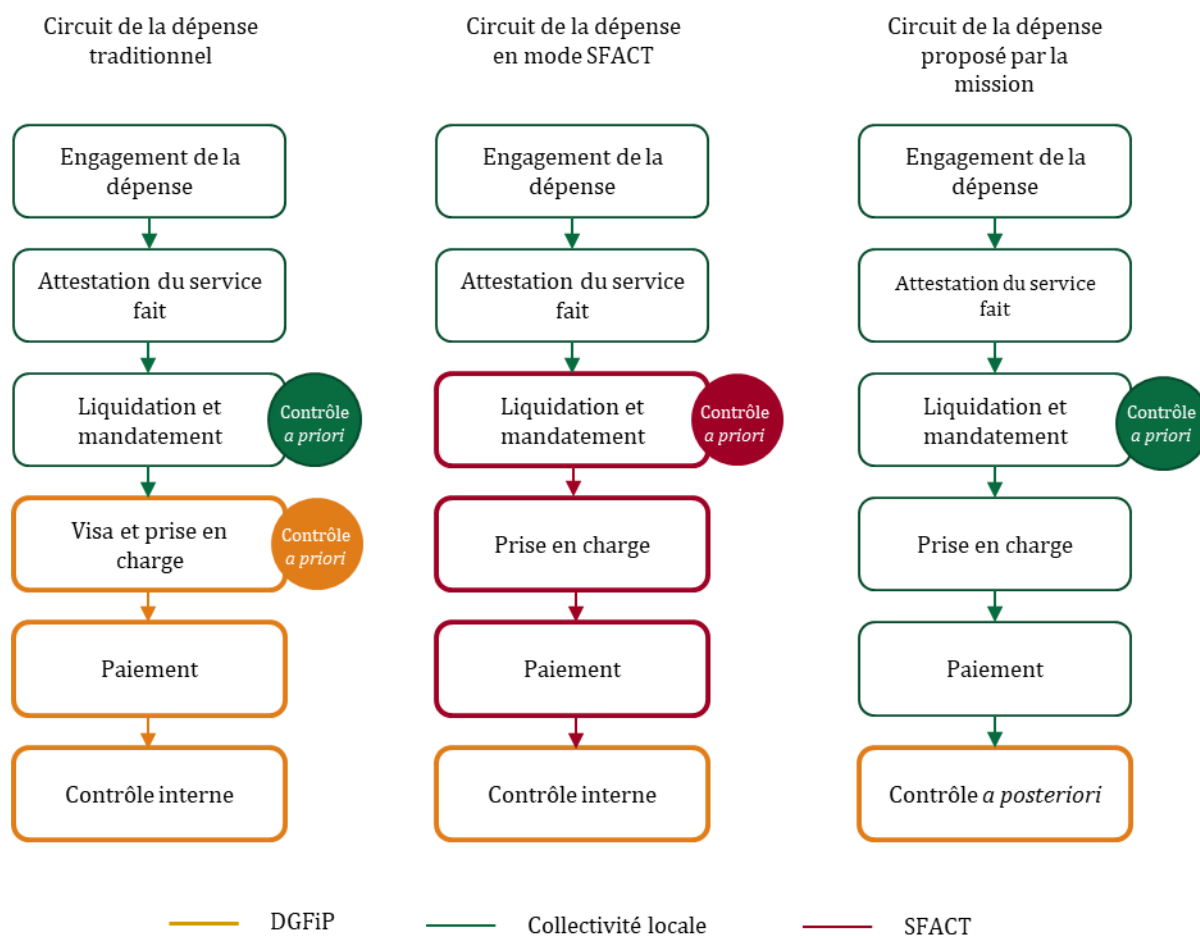 Circuit de la dépense
traditionnel
Engagement de la
dépense
Attestation du service
fait
Liquidation et
mandatement
Contrôle
a priori
Visa et prise en
charge
Contrôle
a priori
Paiement
Contrôle interne
Circuit de la dépense
en mode SFACT
Engagement de la
dépense
Attestation du service
fait
Liquidation et
mandatement
Contrôle
a priori
Prise en charge
Paiement
Contrôle interne
Circuit de la dépense
proposé par la
mission
Engagement de la
dépense
Attestation du service
fait
Liquidation et
mandatement
Contrôle
a priori
Prise en charge
Paiement
Contrôle a posteriori
DGFiP
Collectivité locale
SFACT